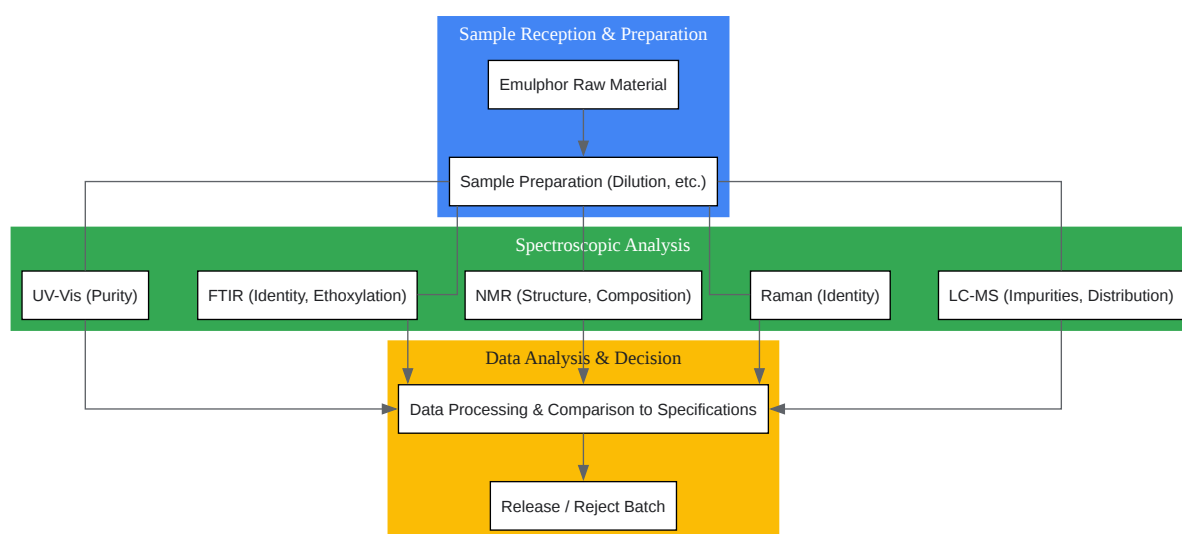 Sample Reception & Preparation
Emulphor Raw Material
Sample Preparation (Dilution, etc.)
Spectroscopic Analysis
UV-Vis (Purity)
FTIR (Identity, Ethoxylation)
NMR (Structure, Composition)
Raman (Identity)
LC-MS (Impurities, Distribution)
Data Analysis & Decision
Data Processing & Comparison to Specifications
Release / Reject Batch